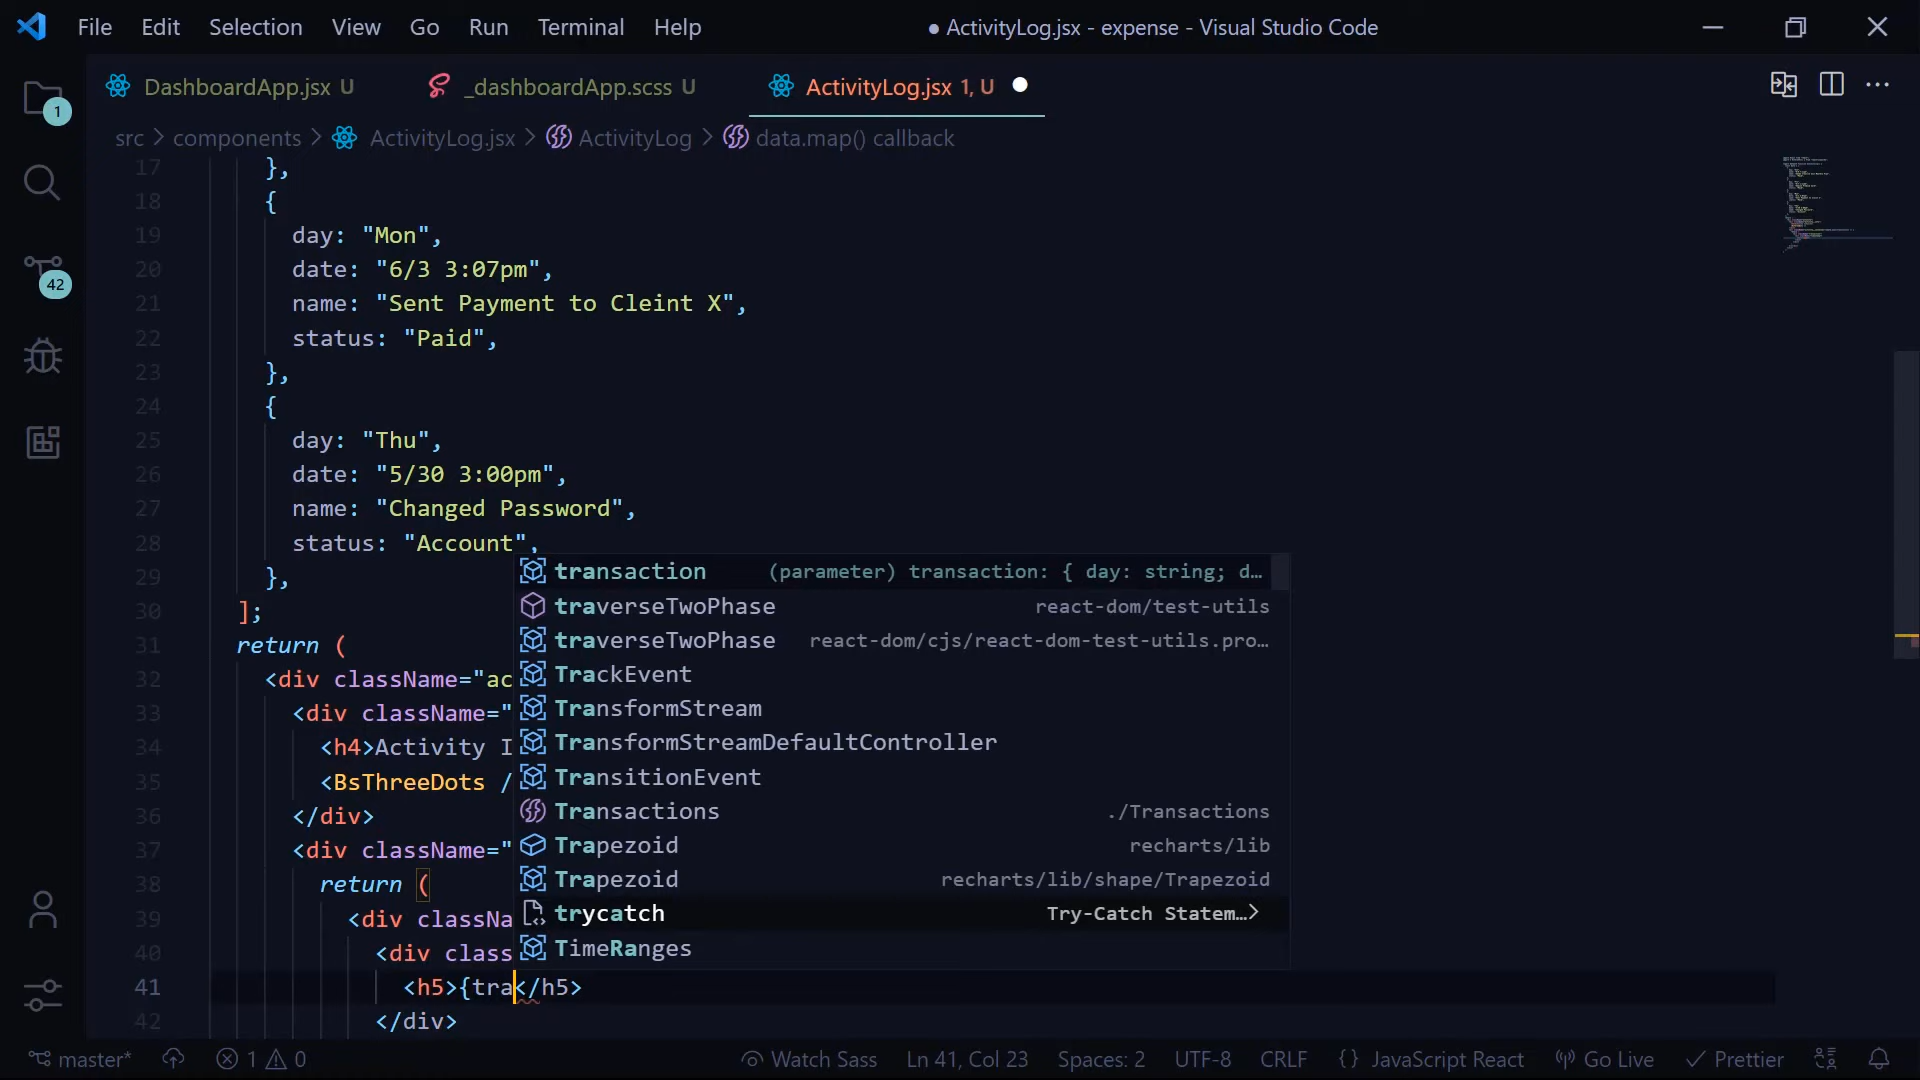 File Edit Selection View Go Run Terminal Help
● ActivityLog.jsx - expense - Visual Studio Code
DashboardApp.jsx U _dashboardApp.scss U ActivityLog.jsx 1, U
src > components > ActivityLog.jsx > ActivityLog > data.map() callback
1
42
17 },
18 {
19 day: "Mon",
20 date: "6/3 3:07pm",
21 name: "Sent Payment to Cleint X",
22 status: "Paid",
23 },
24 {
25 day: "Thu",
26 date: "5/30 3:00pm",
27 name: "Changed Password",
28 status: "Account",
29 },
30 ];
31 return (
32 <div className="ac
33 <div className="
34 <h4>Activity I
35 <BsThreeDots /
36 </div>
37 <div className="
38 return (
39 <div classNa
40 <div class
41 <h5>{tra</h5>
42 </div>
transaction (parameter) transaction: { day: string; d…
traverseTwoPhase react-dom/test-utils
traverseTwoPhase react-dom/cjs/react-dom-test-utils.pro…
TrackEvent
TransformStream
TransformStreamDefaultController
TransitionEvent
Transactions ./Transactions
Trapezoid recharts/lib
Trapezoid recharts/lib/shape/Trapezoid
trycatch Try-Catch Statem…>
TimeRanges
master* 1 0 Watch Sass Ln 41, Col 23 Spaces: 2 UTF-8 CRLF {} JavaScript React Go Live Prettier